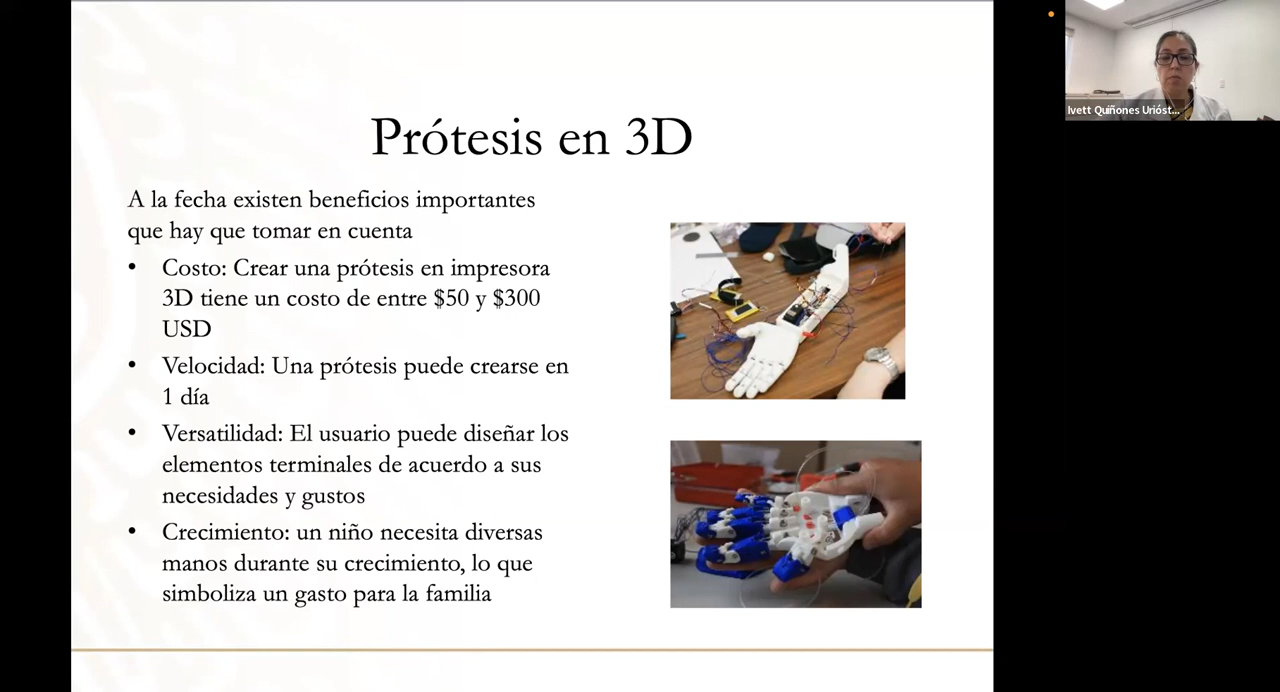 Prótesis en 3D
A la fecha existen beneficios importantes
que hay que tomar en cuenta
• Costo: Crear una prótesis en impresora
3D tiene un costo de entre $50 y $300
USD
• Velocidad: Una prótesis puede crearse en
1 día
• Versatilidad: El usuario puede diseñar los
elementos terminales de acuerdo a sus
necesidades y gustos
• Crecimiento: un niño necesita diversas
manos durante su crecimiento, lo que
simboliza un gasto para la familia
Ivett Quiñones Urióst...